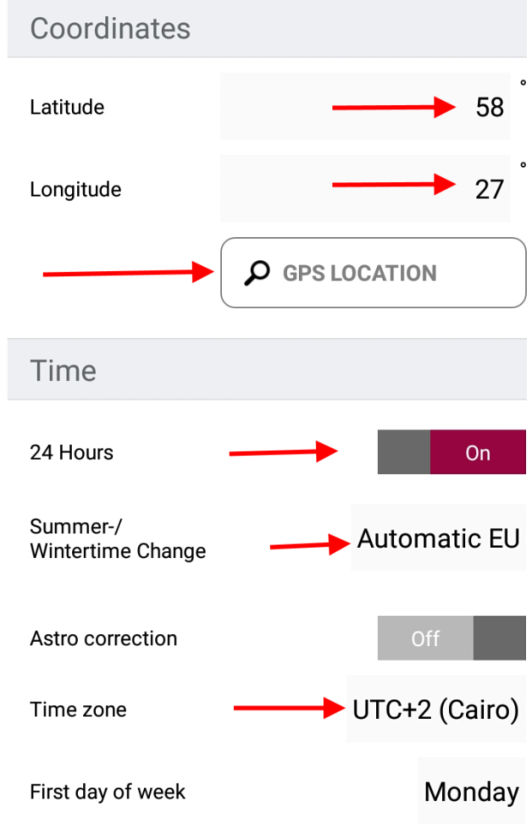 Coordinates
Latitude 58 °
Longitude 27 °
GPS LOCATION
Time
24 Hours On
Summer-/
Wintertime Change Automatic EU
Astro correction Off
Time zone UTC+2 (Cairo)
First day of week Monday